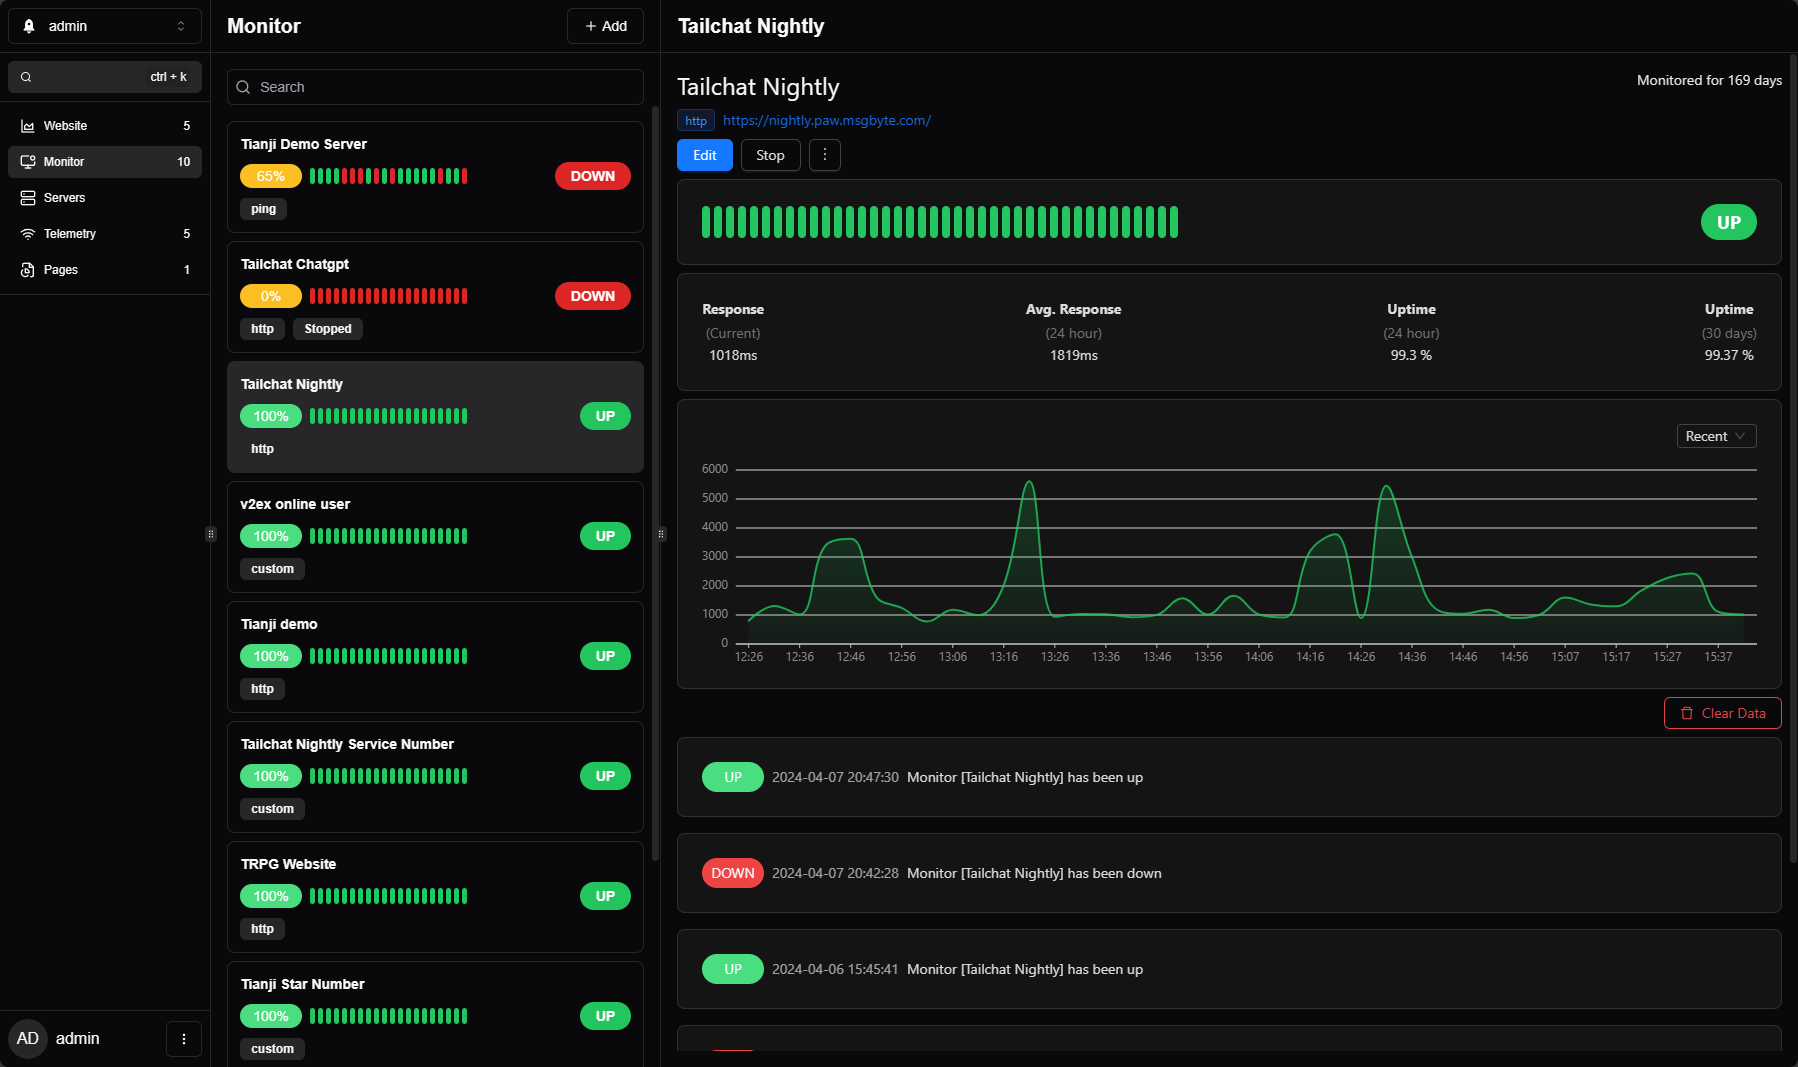 admin
ctrl + k
Website 5
Monitor 10
Servers
Telemetry 5
Pages 1
AD admin
Monitor
Add
Search
Tianji Demo Server
65% DOWN
ping
Tailchat Chatgpt
0% DOWN
http Stopped
Tailchat Nightly
100% UP
http
v2ex online user
100% UP
custom
Tianji demo
100% UP
http
Tailchat Nightly Service Number
100% UP
custom
TRPG Website
100% UP
http
Tianji Star Number
100% UP
custom
Tailchat Nightly
Tailchat Nightly
Monitored for 169 days
http https://nightly.paw.msgbyte.com/
Edit Stop
UP
Response Avg. Response Uptime Uptime
(Current) (24 hour) (24 hour) (30 days)
1018ms 1819ms 99.3 % 99.37 %
Recent
6000
5000
4000
3000
2000
1000
0
12:26 12:36 12:46 12:56 13:06 13:16 13:26 13:36 13:46 13:56 14:06 14:16 14:26 14:36 14:46 14:56 15:07 15:17 15:27 15:37
Clear Data
UP 2024-04-07 20:47:30 Monitor [Tailchat Nightly] has been up
DOWN 2024-04-07 20:42:28 Monitor [Tailchat Nightly] has been down
UP 2024-04-06 15:45:41 Monitor [Tailchat Nightly] has been up